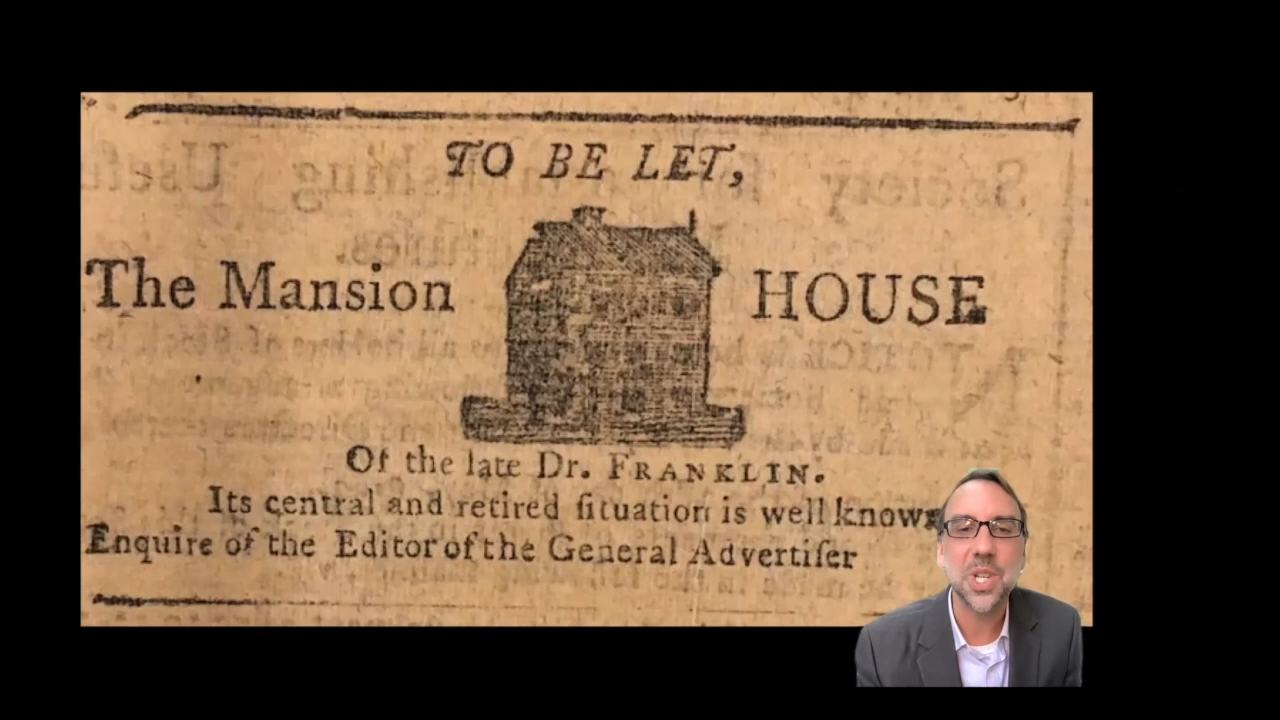 TO BE LET,
The Mansion HOUSE
Of the late Dr. FRANKLIN.
Its central and retired ſituation is well known
Enquire of the Editor of the General Advertiſer